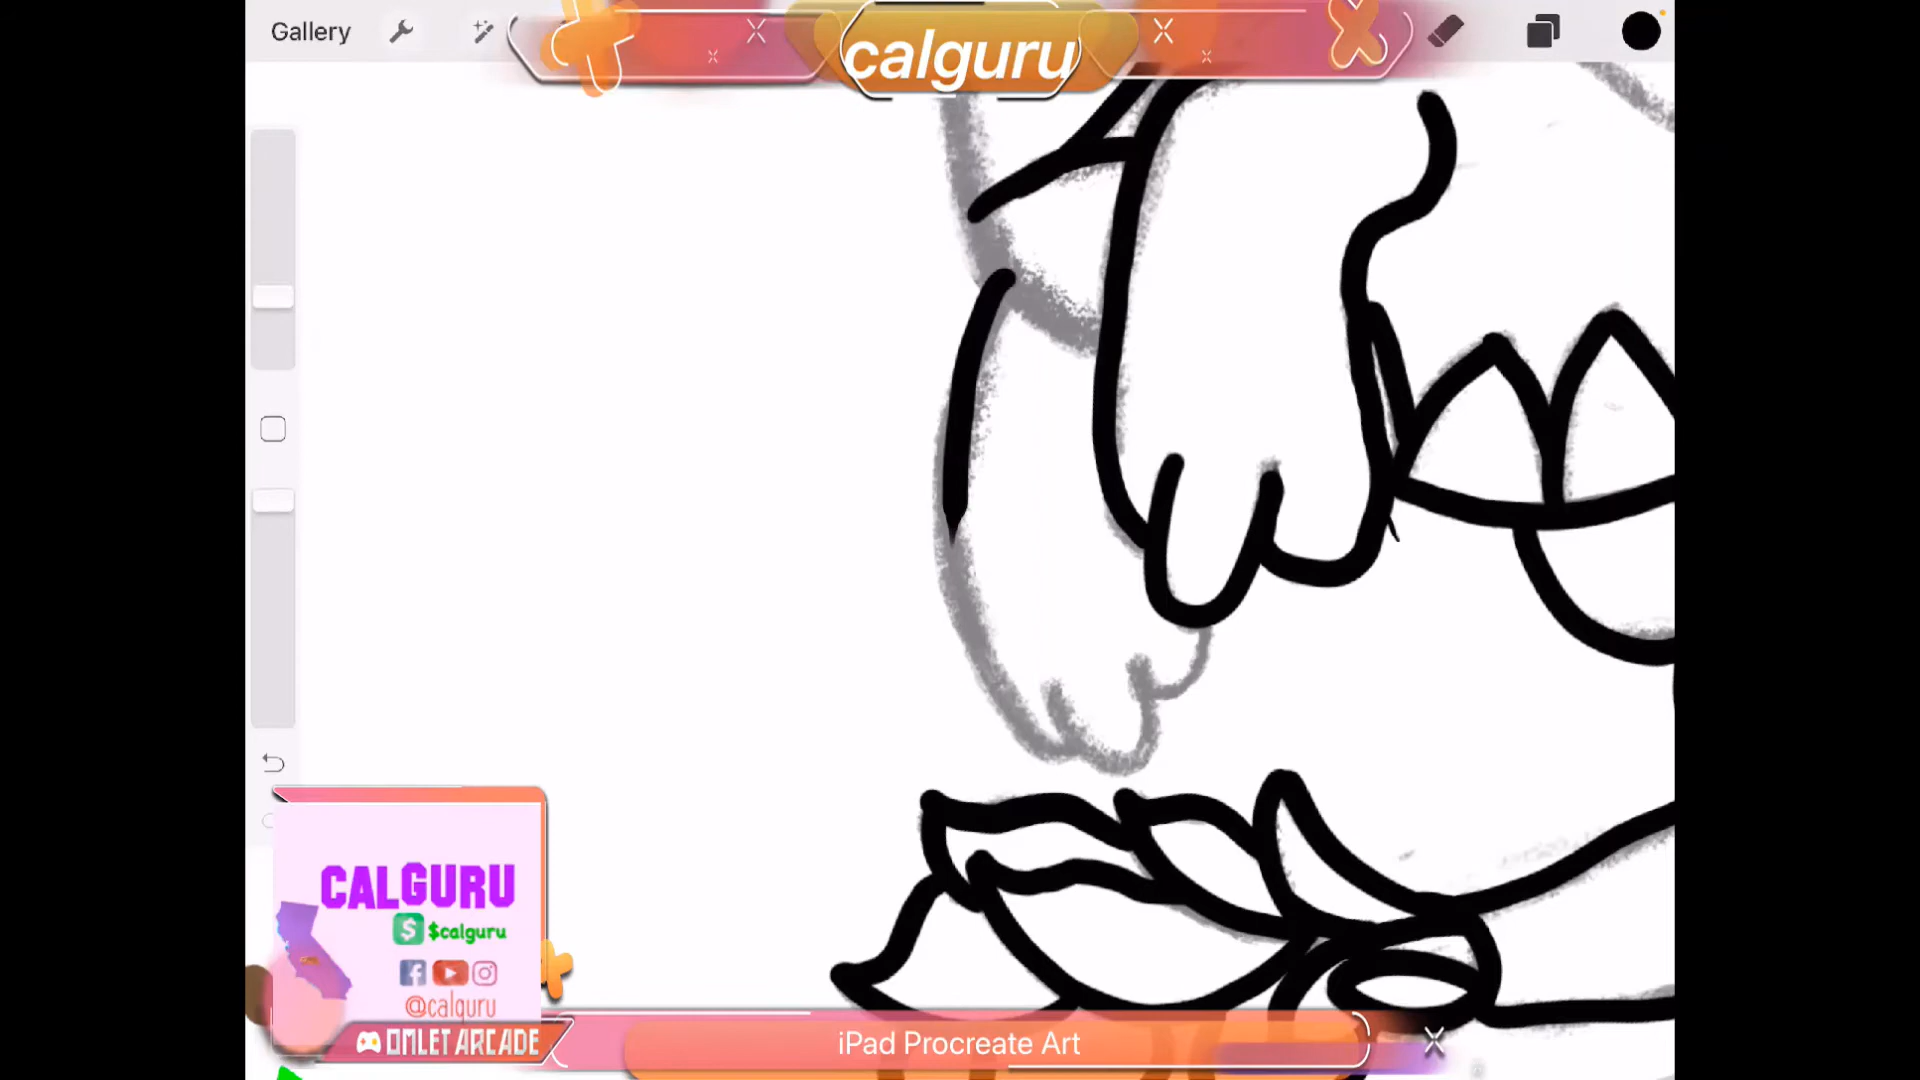 Gallery
calguru
CALGURU
$ $calguru
@calguru
OMLET ARCADE
iPad Procreate Art